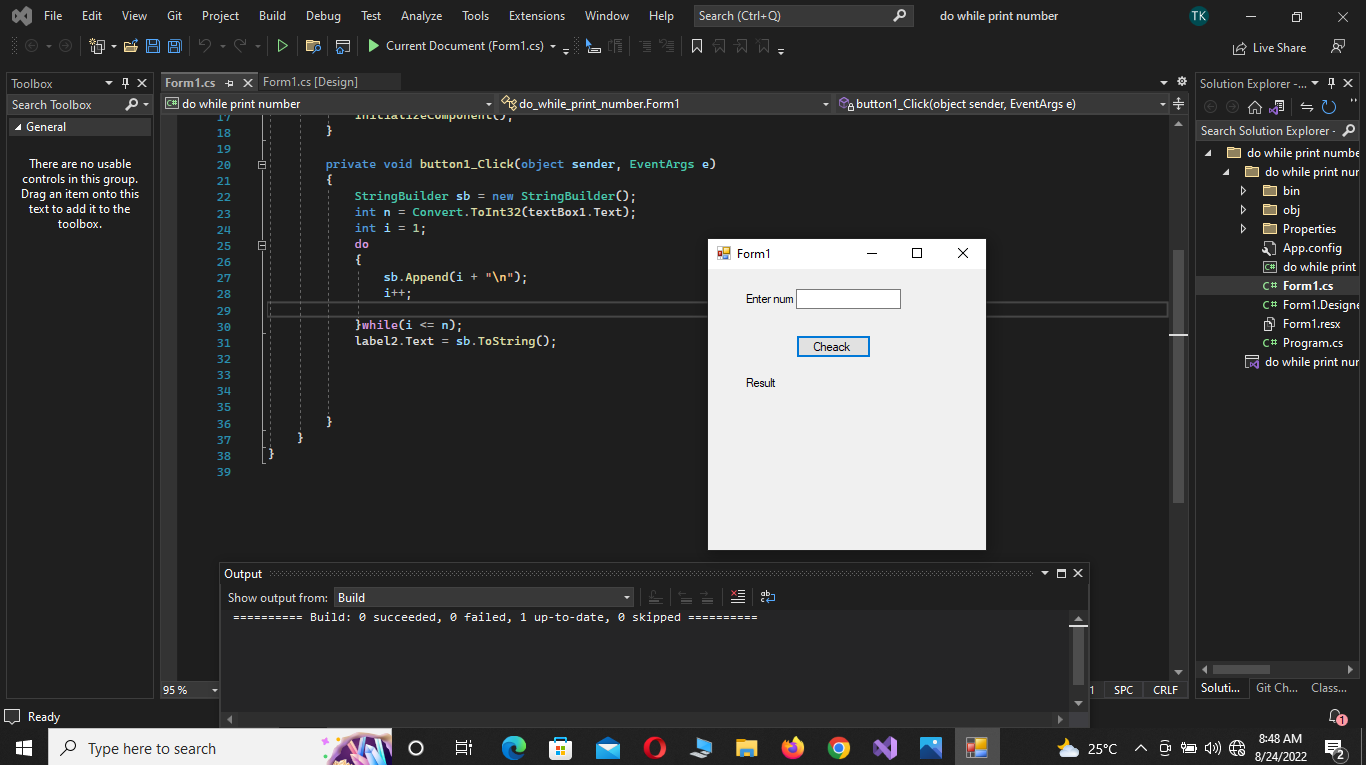 File Edit View Git Project Build Debug Test Analyze Tools Extensions Window Help Search (Ctrl+Q) do while print number TK
Current Document (Form1.cs) Live Share
Toolbox Form1.cs Form1.cs [Design] Solution Explorer -...
Search Toolbox do while print number do_while_print_number.Form1 button1_Click(object sender, EventArgs e)
General
There are no usable
controls in this group.
Drag an item onto this
text to add it to the
toolbox.
17 InitializeComponent();
18 }
19
20 private void button1_Click(object sender, EventArgs e)
21 {
22 StringBuilder sb = new StringBuilder();
23 int n = Convert.ToInt32(textBox1.Text);
24 int i = 1;
25 do
26 {
27 sb.Append(i + "\n");
28 i++;
29
30 }while(i <= n);
31 label2.Text = sb.ToString();
32
33
34
35
36 }
37 }
38 }
39
Form1
Enter num
Cheack
Result
Search Solution Explorer -
do while print numbe
do while print nur
bin
obj
Properties
App.config
do while print
Form1.cs
Form1.Designe
Form1.resx
Program.cs
do while print nur
Output
Show output from: Build
========== Build: 0 succeeded, 0 failed, 1 up-to-date, 0 skipped ==========
95 % 1 SPC CRLF
Soluti... Git Ch... Class...
Ready 1
Type here to search 25°C 8:48 AM
8/24/2022 2